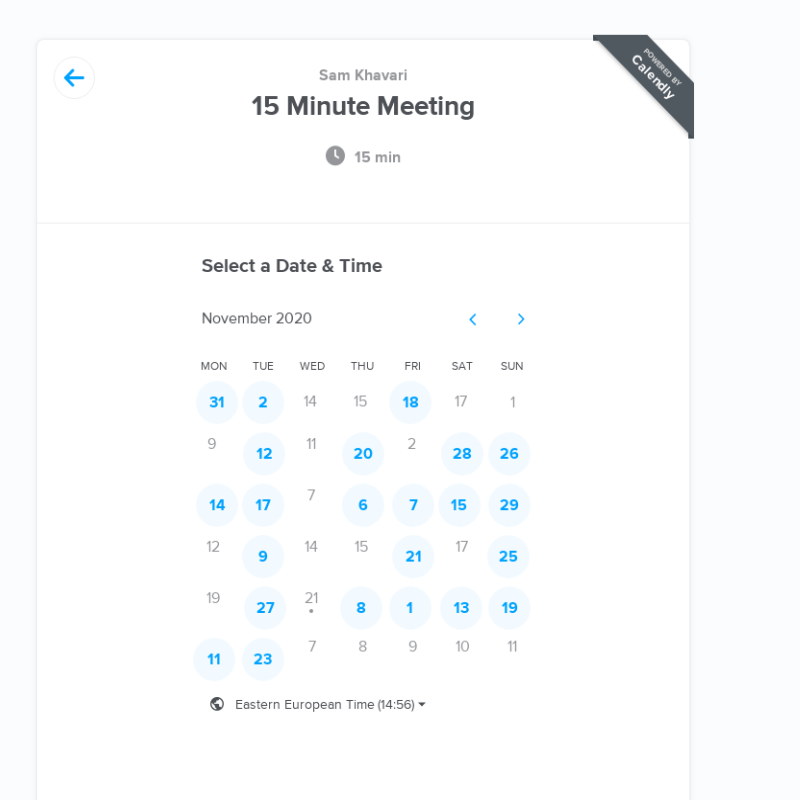 POWERED BY
Calendly
Sam Khavari
15 Minute Meeting
15 min
Select a Date & Time
November 2020
MON TUE WED THU FRI SAT SUN
31 2 14 15 18 17 1
9 12 11 20 2 28 26
14 17 7 6 7 15 29
12 9 14 15 21 17 25
19 27 21 8 1 13 19
11 23 7 8 9 10 11
Eastern European Time (14:56)